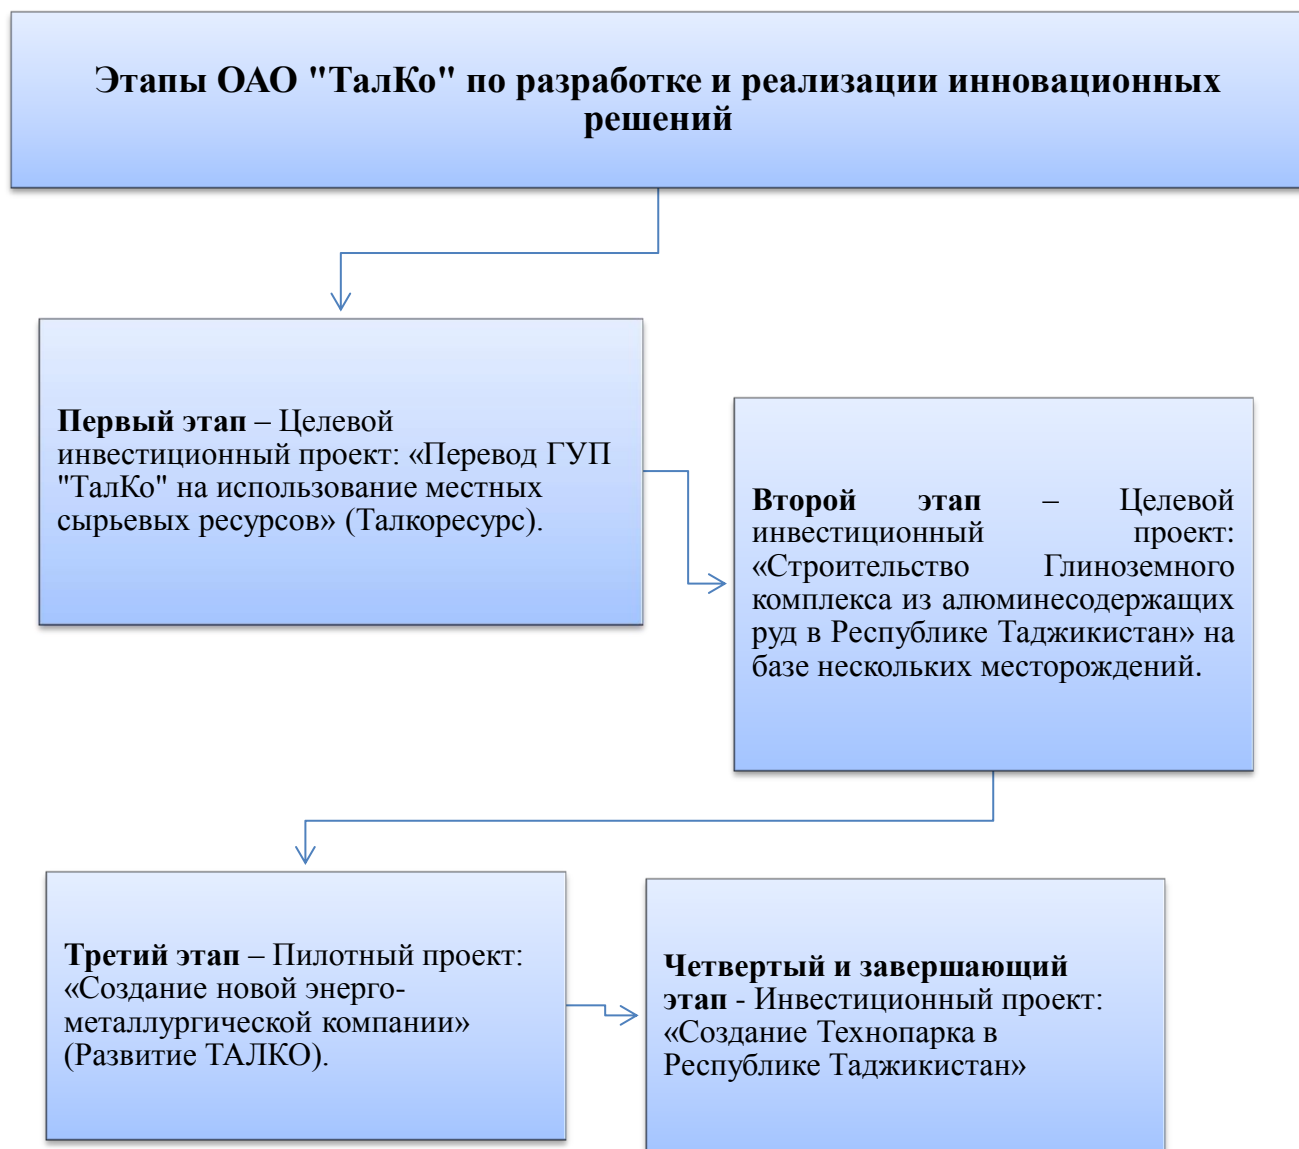 Этапы ОАО "ТалКо" по разработке и реализации инновационных
решений
Первый этап – Целевой
инвестиционный проект: «Перевод ГУП
"ТалКо" на использование местных
сырьевых ресурсов» (Талкоресурс).
Второй этап – Целевой
инвестиционный проект:
«Строительство Глиноземного
комплекса из алюминесодержащих
руд в Республике Таджикистан» на
базе нескольких месторождений.
Третий этап – Пилотный проект:
«Создание новой энерго-
металлургической компании»
(Развитие ТАЛКО).
Четвертый и завершающий
этап - Инвестиционный проект:
«Создание Технопарка в
Республике Таджикистан»